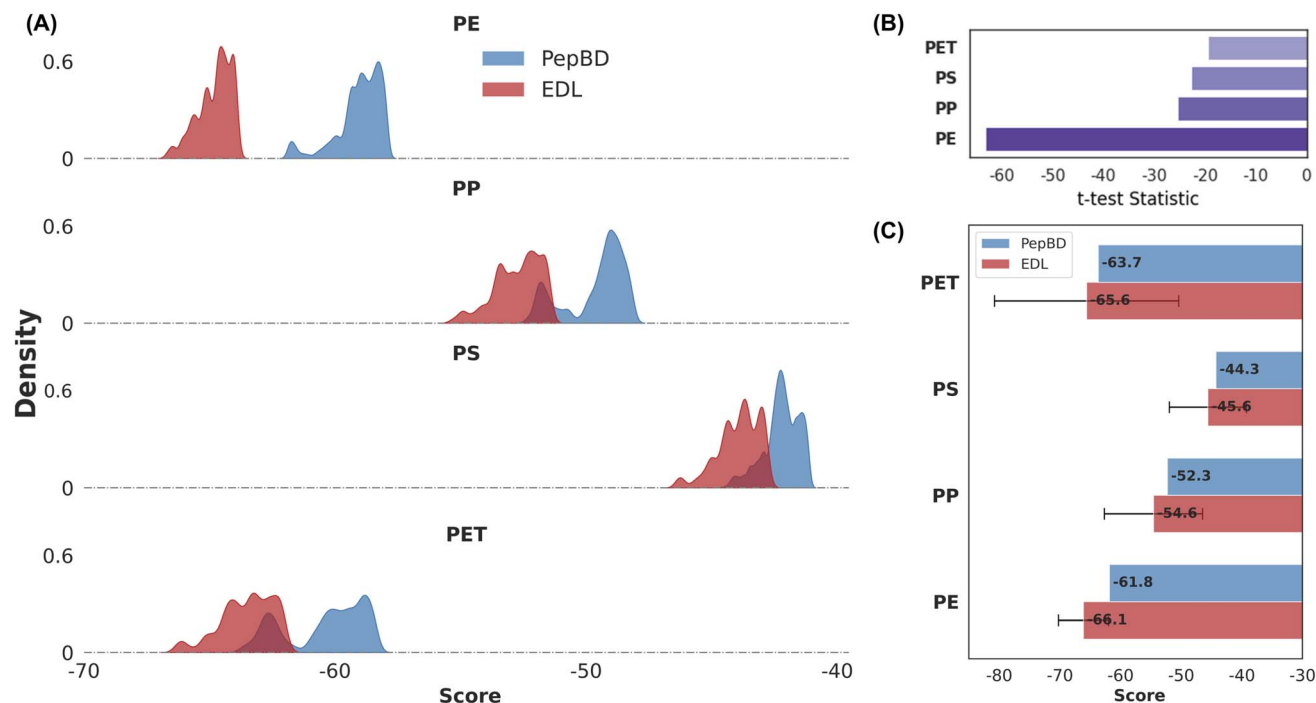 (A)
PE
PepBD
EDL
0.6
0
PP
0.6
0
PS
0.6
0
PET
0.6
0
Density
-70 -60 -50 -40
Score
(B)
PET
PS
PP
PE
-60 -50 -40 -30 -20 -10 0
t-test Statistic
(C)
PepBD
EDL
PET
-63.7
-65.6
PS
-44.3
-45.6
PP
-52.3
-54.6
PE
-61.8
-66.1
-80 -70 -60 -50 -40 -30
Score